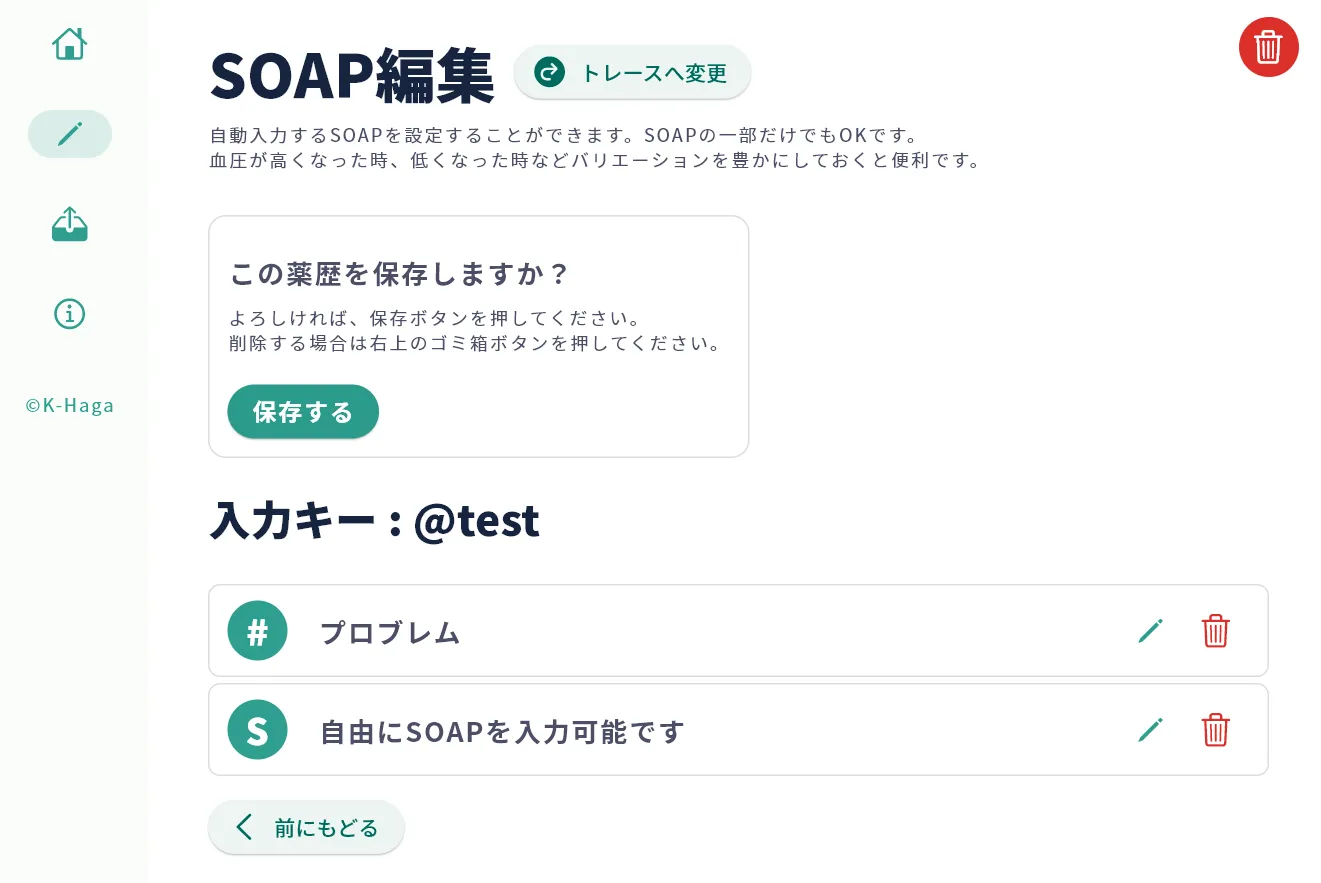 SOAP編集
トレースへ変更
自動入力するSOAPを設定することができます。SOAPの一部だけでもOKです。
血圧が高くなった時、低くなった時などバリエーションを豊かにしておくと便利です。
この薬歴を保存しますか？
よろしければ、保存ボタンを押してください。
削除する場合は右上のゴミ箱ボタンを押してください。
保存する
©K-Haga
入力キー : @test
# プロブレム
S 自由にSOAPを入力可能です
前にもどる